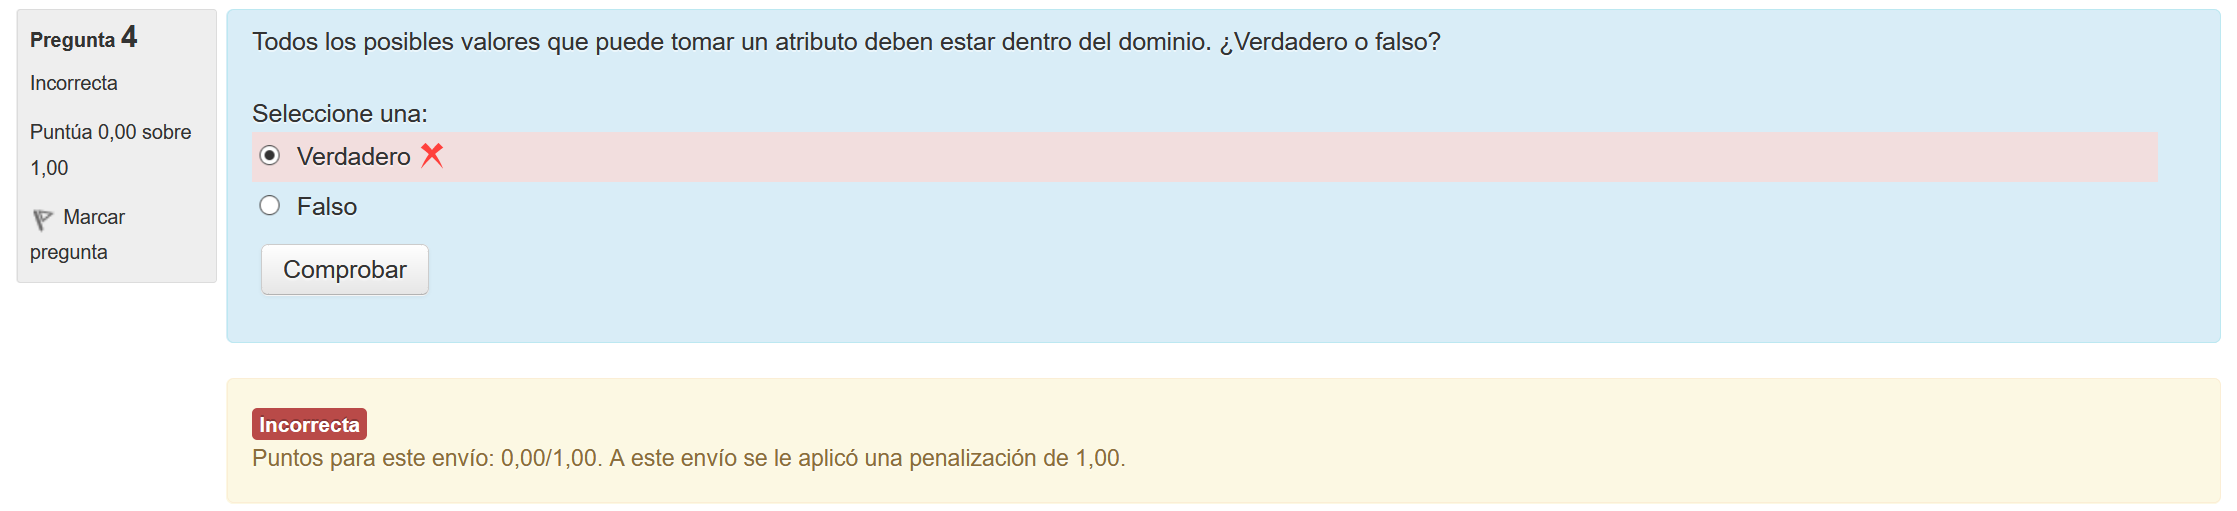 Pregunta 4
Incorrecta
Puntúa 0,00 sobre
1,00
Marcar
pregunta
Todos los posibles valores que puede tomar un atributo deben estar dentro del dominio. ¿Verdadero o falso?
Seleccione una:
Verdadero
Falso
Comprobar
Incorrecta
Puntos para este envío: 0,00/1,00. A este envío se le aplicó una penalización de 1,00.